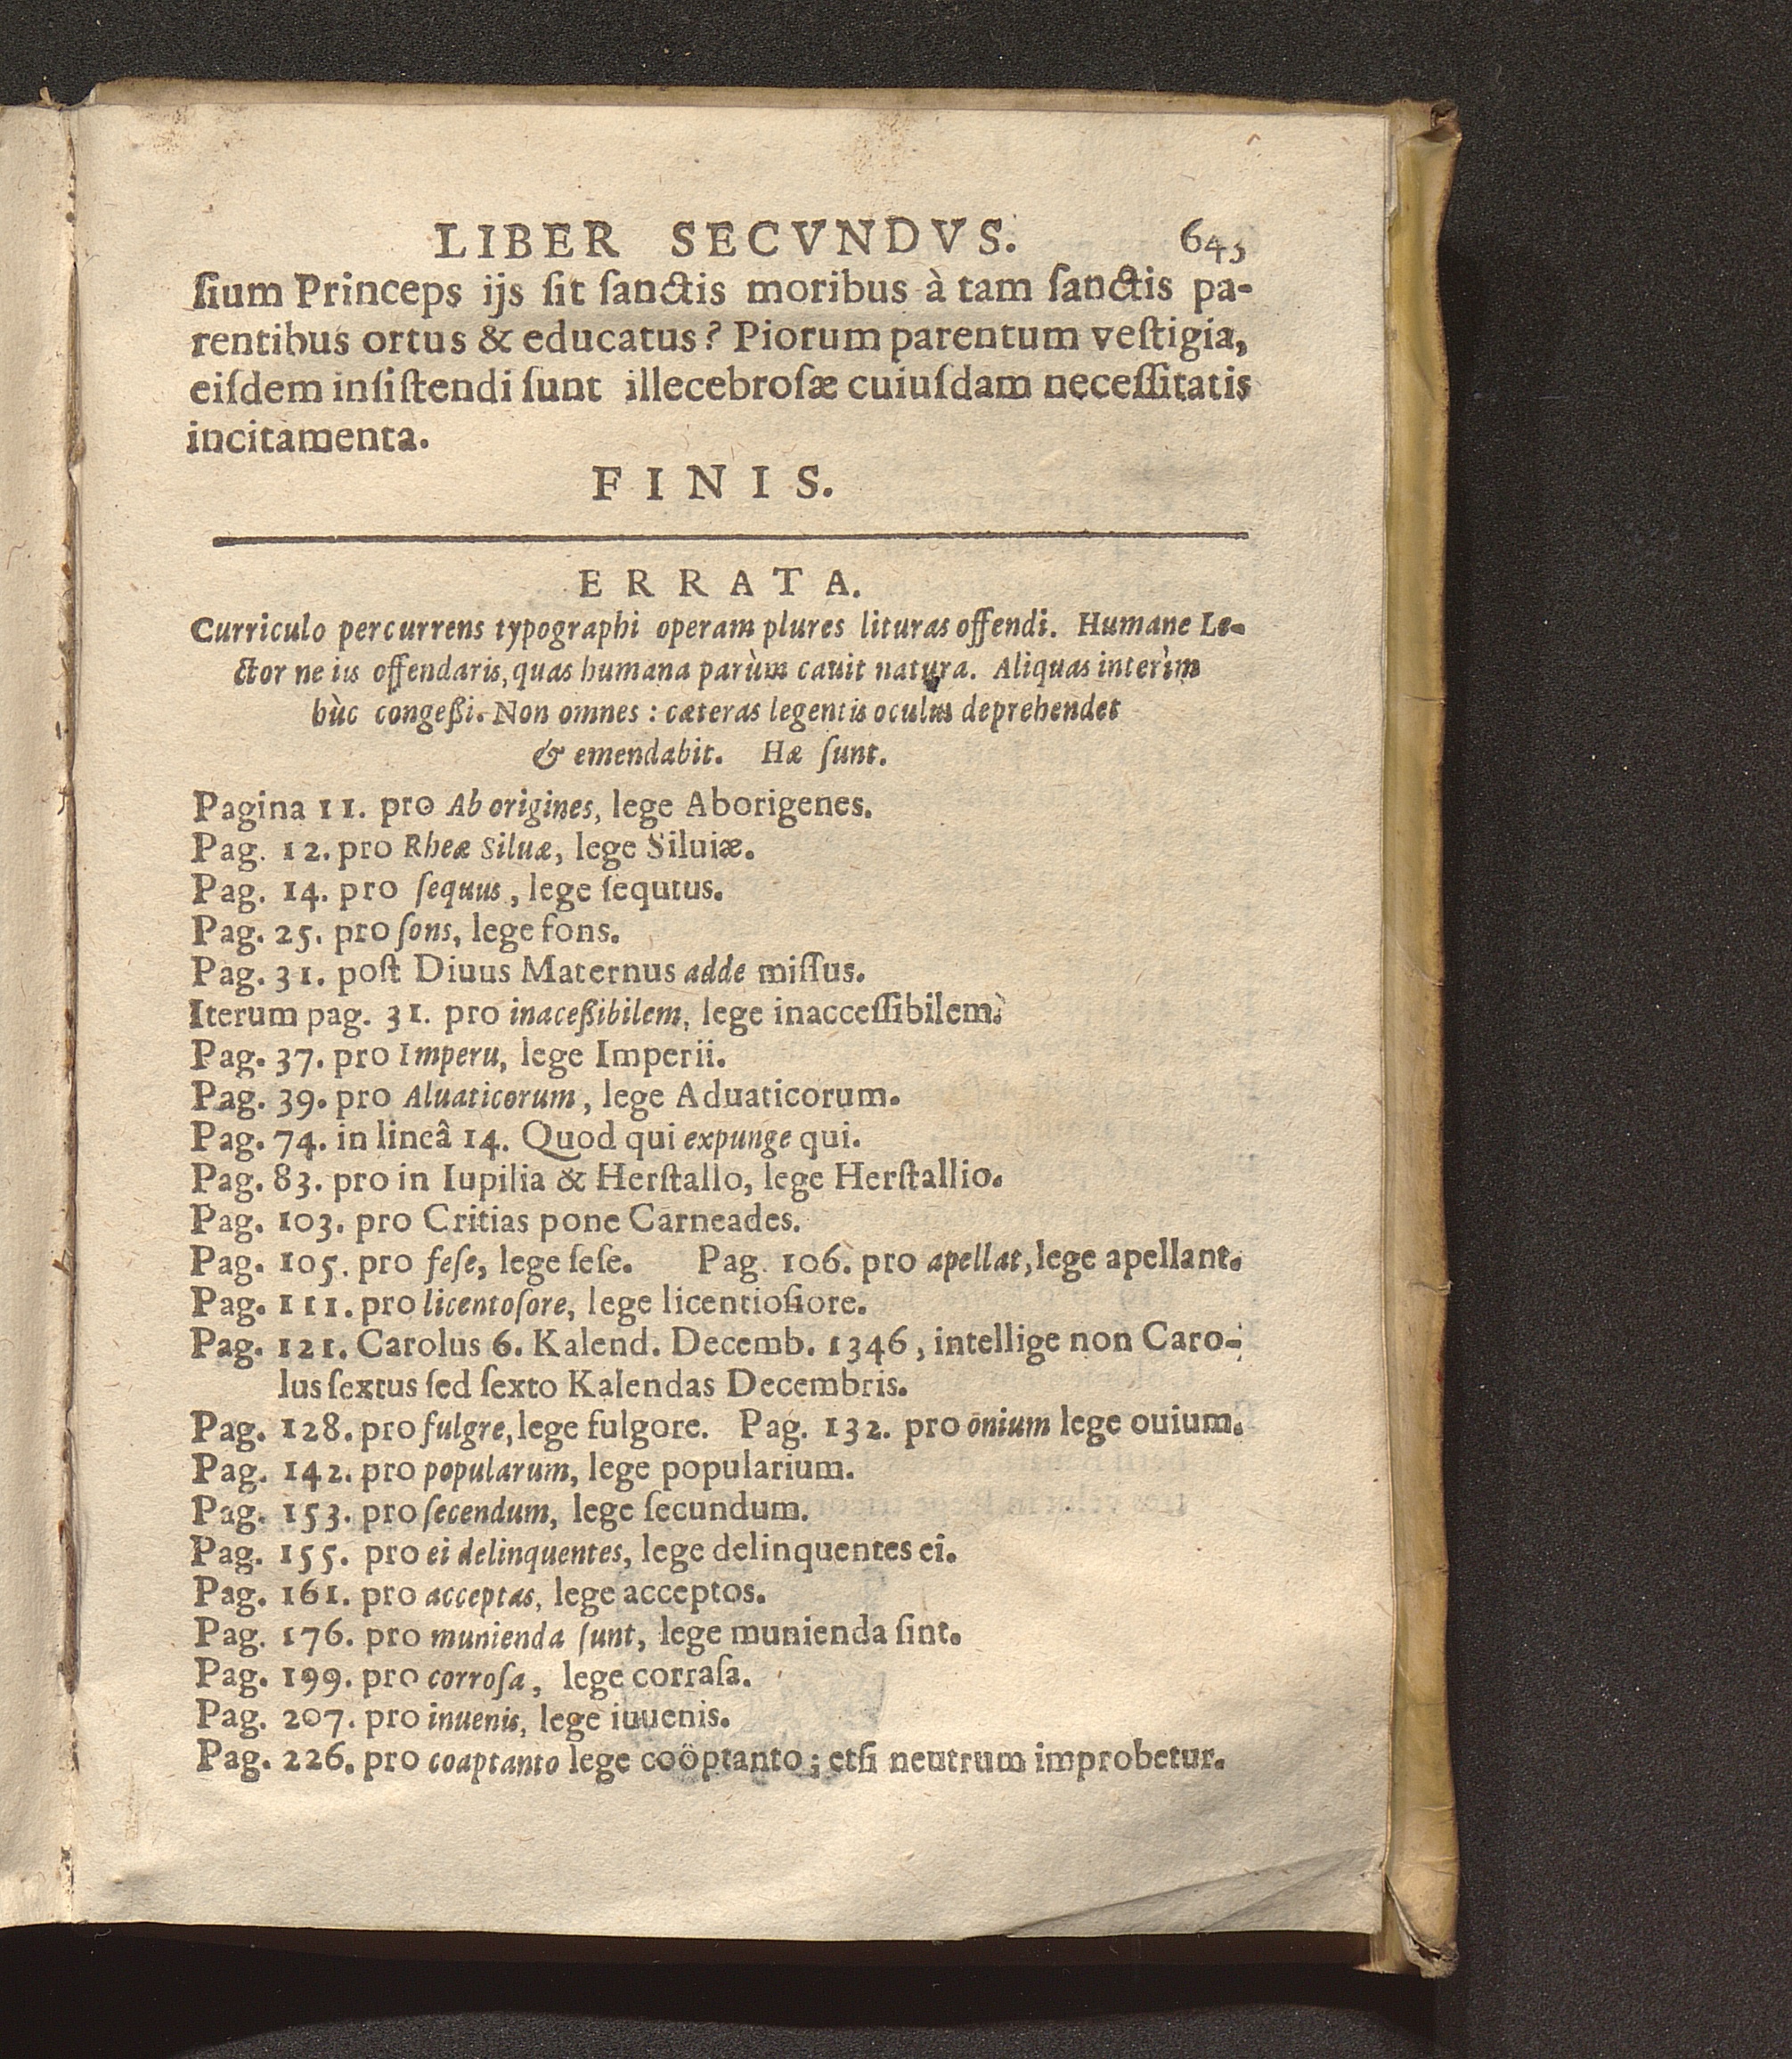 LIBER SECVNDVS. 643
ſium Princeps ijs ſit ſanctis moribus à tam ſanctis pa-
rentibus ortus & educatus? Piorum parentum veſtigia,
eiſdem inſiſtendi ſunt illecebroſæ cuiuſdam neceſſitatis
incitamenta.
FINIS.
ERRATA.
Curriculo percurrens typographi operam plures lituras offendi. Humane Le-
ctor ne iis offendaris, quas humana parùm cauit natura. Aliquas interìm
hùc congeßi. Non omnes : cæteras legentis oculus deprehendet
& emendabit. Hæ ſunt.
Pagina 11. pro Ab origines, lege Aborigenes.
Pag. 12. pro Rheæ Siluæ, lege Siluiæ.
Pag. 14. pro ſequus, lege ſequtus.
Pag. 25. pro ſons, lege fons.
Pag. 31. poſt Diuus Maternus adde miſſus.
Iterum pag. 31. pro inaceßibilem, lege inacceſſibilem.
Pag. 37. pro Imperu, lege Imperii.
Pag. 39. pro Aluaticorum, lege Aduaticorum.
Pag. 74. in lineâ 14. Quod qui expunge qui.
Pag. 83. pro in Iupilia & Herſtallo, lege Herſtallio.
Pag. 103. pro Critias pone Carneades.
Pag. 105. pro feſe, lege ſeſe. Pag. 106. pro apellat, lege apellant.
Pag. 111. pro licentoſore, lege licentioſiore.
Pag. 121. Carolus 6. Kalend. Decemb. 1346, intellige non Caro-
lus ſextus ſed ſexto Kalendas Decembris.
Pag. 128. pro fulgre, lege fulgore. Pag. 132. pro onium lege ouium.
Pag. 142. pro popularum, lege popularium.
Pag. 153. pro ſecendum, lege ſecundum.
Pag. 155. pro ei delinquentes, lege delinquentes ei.
Pag. 161. pro acceptas, lege acceptos.
Pag. 176. pro munienda ſunt, lege munienda ſint.
Pag. 199. pro corroſa, lege corraſa.
Pag. 207. pro inuenis, lege iuuenis.
Pag. 226. pro coaptanto lege coöptanto; etſi neutrum improbetur.